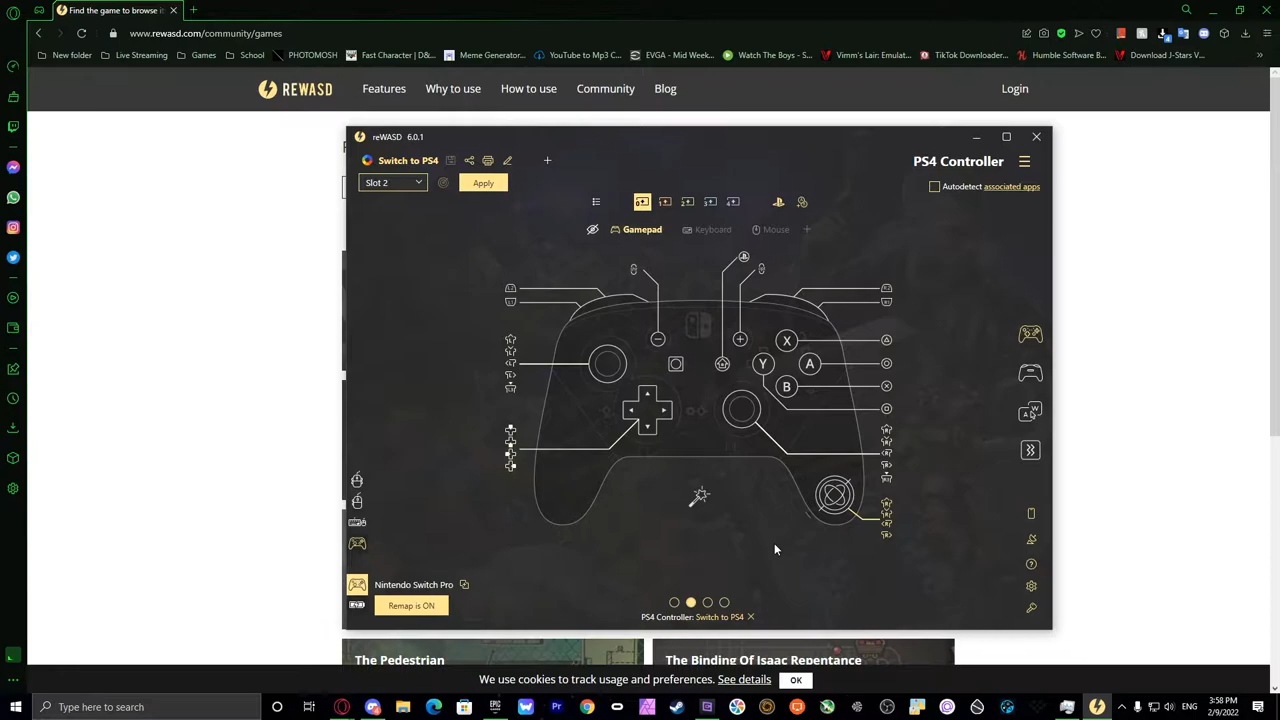 Find the game to browse it
www.rewasd.com/community/games
New folder
Live Streaming
Games
School
PHOTOMOSH
Fast Character | D&...
Meme Generator...
YouTube to Mp3 C...
EVGA - Mid Week...
Watch The Boys - S...
Vimm's Lair: Emulat...
TikTok Downloader...
Humble Software B...
Download J-Stars V...
REWASD
Features
Why to use
How to use
Community
Blog
Login
reWASD 6.0.1
Switch to PS4
PS4 Controller
Slot 2
Apply
Autodetect associated apps
Gamepad
Keyboard
Mouse
X
Y
A
B
Nintendo Switch Pro
Remap is ON
PS4 Controller: Switch to PS4
The Pedestrian
The Binding Of Isaac Repentance
We use cookies to track usage and preferences. See details
OK
Type here to search
3:58 PM
2/9/2022